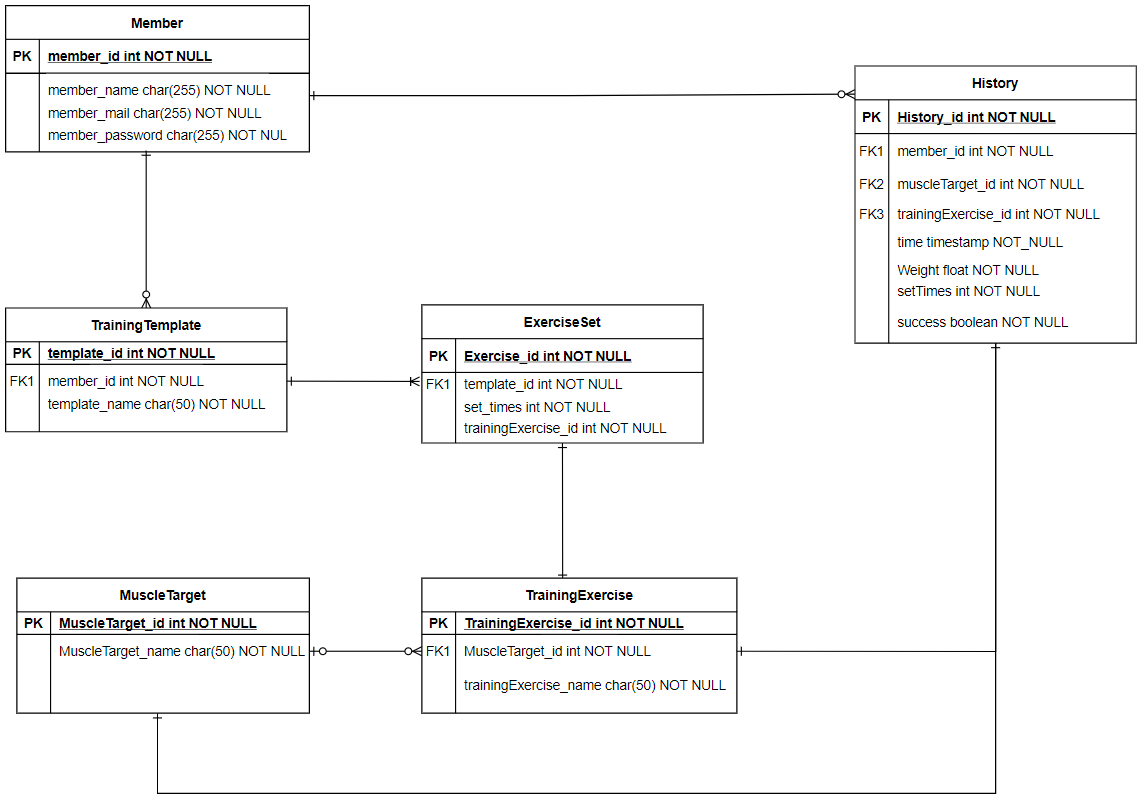 Member
PK member_id int NOT NULL
member_name char(255) NOT NULL
member_mail char(255) NOT NULL
member_password char(255) NOT NUL
History
PK History_id int NOT NULL
FK1 member_id int NOT NULL
FK2 muscleTarget_id int NOT NULL
FK3 trainingExercise_id int NOT NULL
time timestamp NOT_NULL
Weight float NOT NULL
setTimes int NOT NULL
success boolean NOT NULL
TrainingTemplate
PK template_id int NOT NULL
FK1 member_id int NOT NULL
template_name char(50) NOT NULL
ExerciseSet
PK Exercise_id int NOT NULL
FK1 template_id int NOT NULL
set_times int NOT NULL
trainingExercise_id int NOT NULL
MuscleTarget
PK MuscleTarget_id int NOT NULL
MuscleTarget_name char(50) NOT NULL
TrainingExercise
PK TrainingExercise_id int NOT NULL
FK1 MuscleTarget_id int NOT NULL
trainingExercise_name char(50) NOT NULL